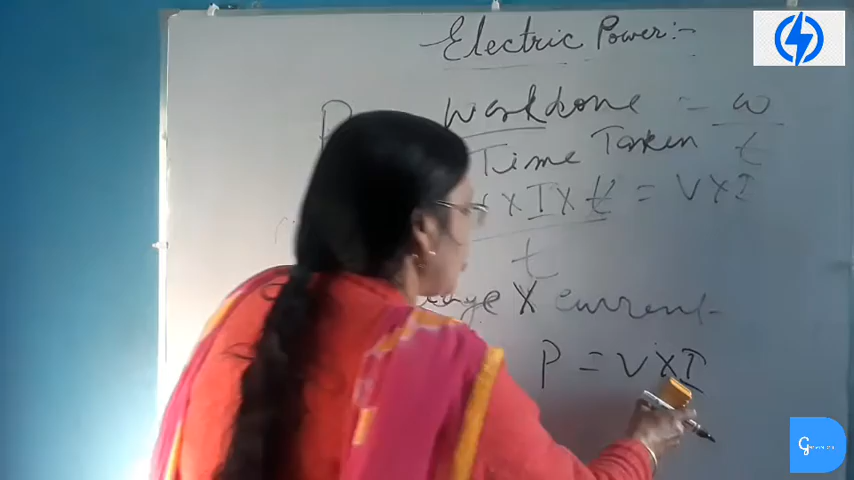 Electric Power:-
P workdone = w
Time Taken t
V X I X t = V X I
t
X current.
P = V X I